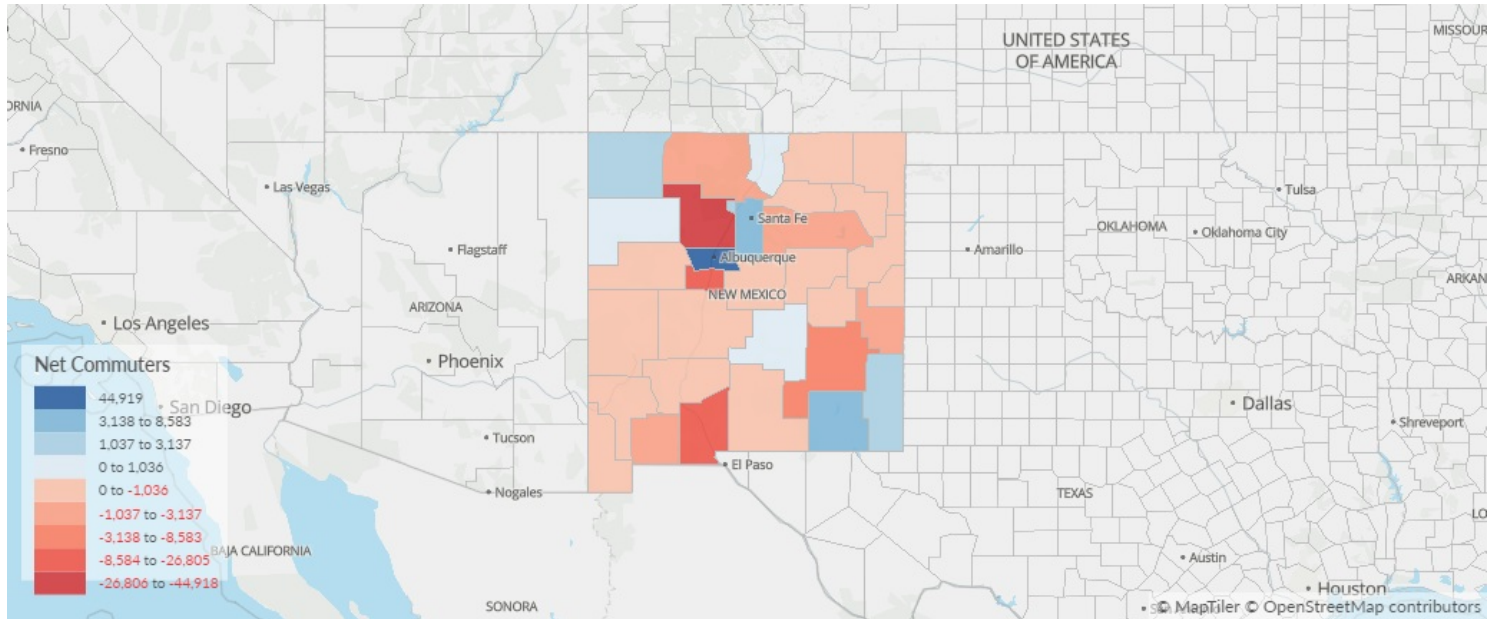 UNITED STATES
OF AMERICA
MISSOUR
ORNIA
Fresno
Las Vegas
Tulsa
Santa Fe
OKLAHOMA
Oklahoma City
Flagstaff
Albuquerque
Amarillo
ARKAN
NEW MEXICO
ARIZONA
Los Angeles
Phoenix
Net Commuters
44,919
San Diego
3,138 to 8,583
1,037 to 3,137
0 to 1,036
0 to -1,036
-1,037 to -3,137
-3,138 to -8,583
-8,584 to -26,805
-26,806 to -44,918
Dallas
Shreveport
Tucson
El Paso
Nogales
TEXAS
LO
BAJA CALIFORNIA
Austin
Houston
SONORA
© MapTiler © OpenStreetMap contributors